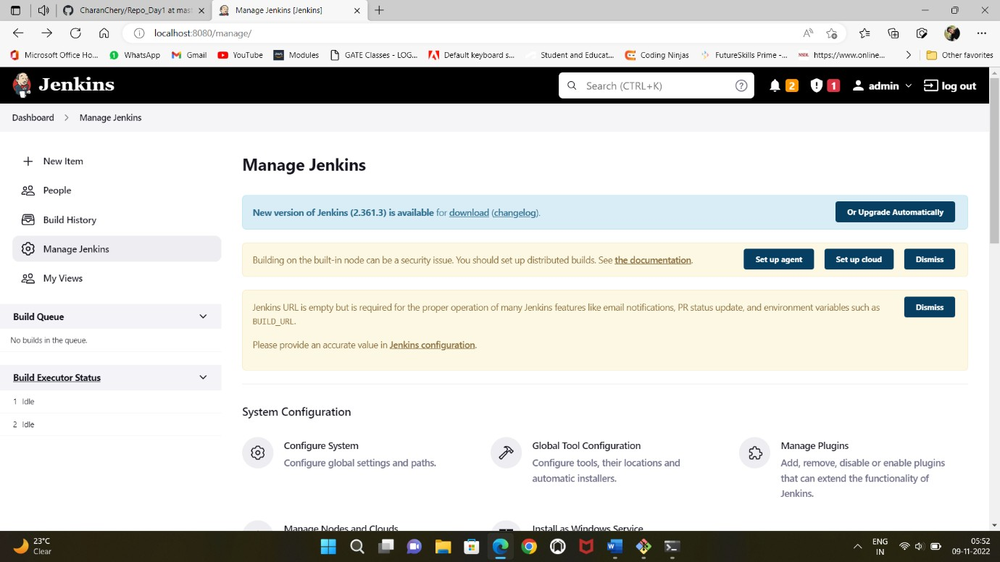 CharanChery/Repo_Day1 at mast
Manage Jenkins [Jenkins]
localhost:8080/manage/
Microsoft Office Ho...
WhatsApp
Gmail
YouTube
Modules
GATE Classes - LOG...
Default keyboard s...
Student and Educat...
Coding Ninjas
FutureSkills Prime -...
https://www.online...
Other favorites
Jenkins
Search (CTRL+K)
2
1
admin
log out
Dashboard
Manage Jenkins
New Item
People
Build History
Manage Jenkins
My Views
Build Queue
No builds in the queue.
Build Executor Status
1 Idle
2 Idle
Manage Jenkins
New version of Jenkins (2.361.3) is available for download (changelog).
Or Upgrade Automatically
Building on the built-in node can be a security issue. You should set up distributed builds. See the documentation.
Set up agent
Set up cloud
Dismiss
Jenkins URL is empty but is required for the proper operation of many Jenkins features like email notifications, PR status update, and environment variables such as
BUILD_URL.
Dismiss
Please provide an accurate value in Jenkins configuration.
System Configuration
Configure System
Configure global settings and paths.
Global Tool Configuration
Configure tools, their locations and
automatic installers.
Manage Plugins
Add, remove, disable or enable plugins
that can extend the functionality of
Jenkins.
Manage Nodes and Clouds
Install as Windows Service
23°C
Clear
ENG
IN
05:52
09-11-2022